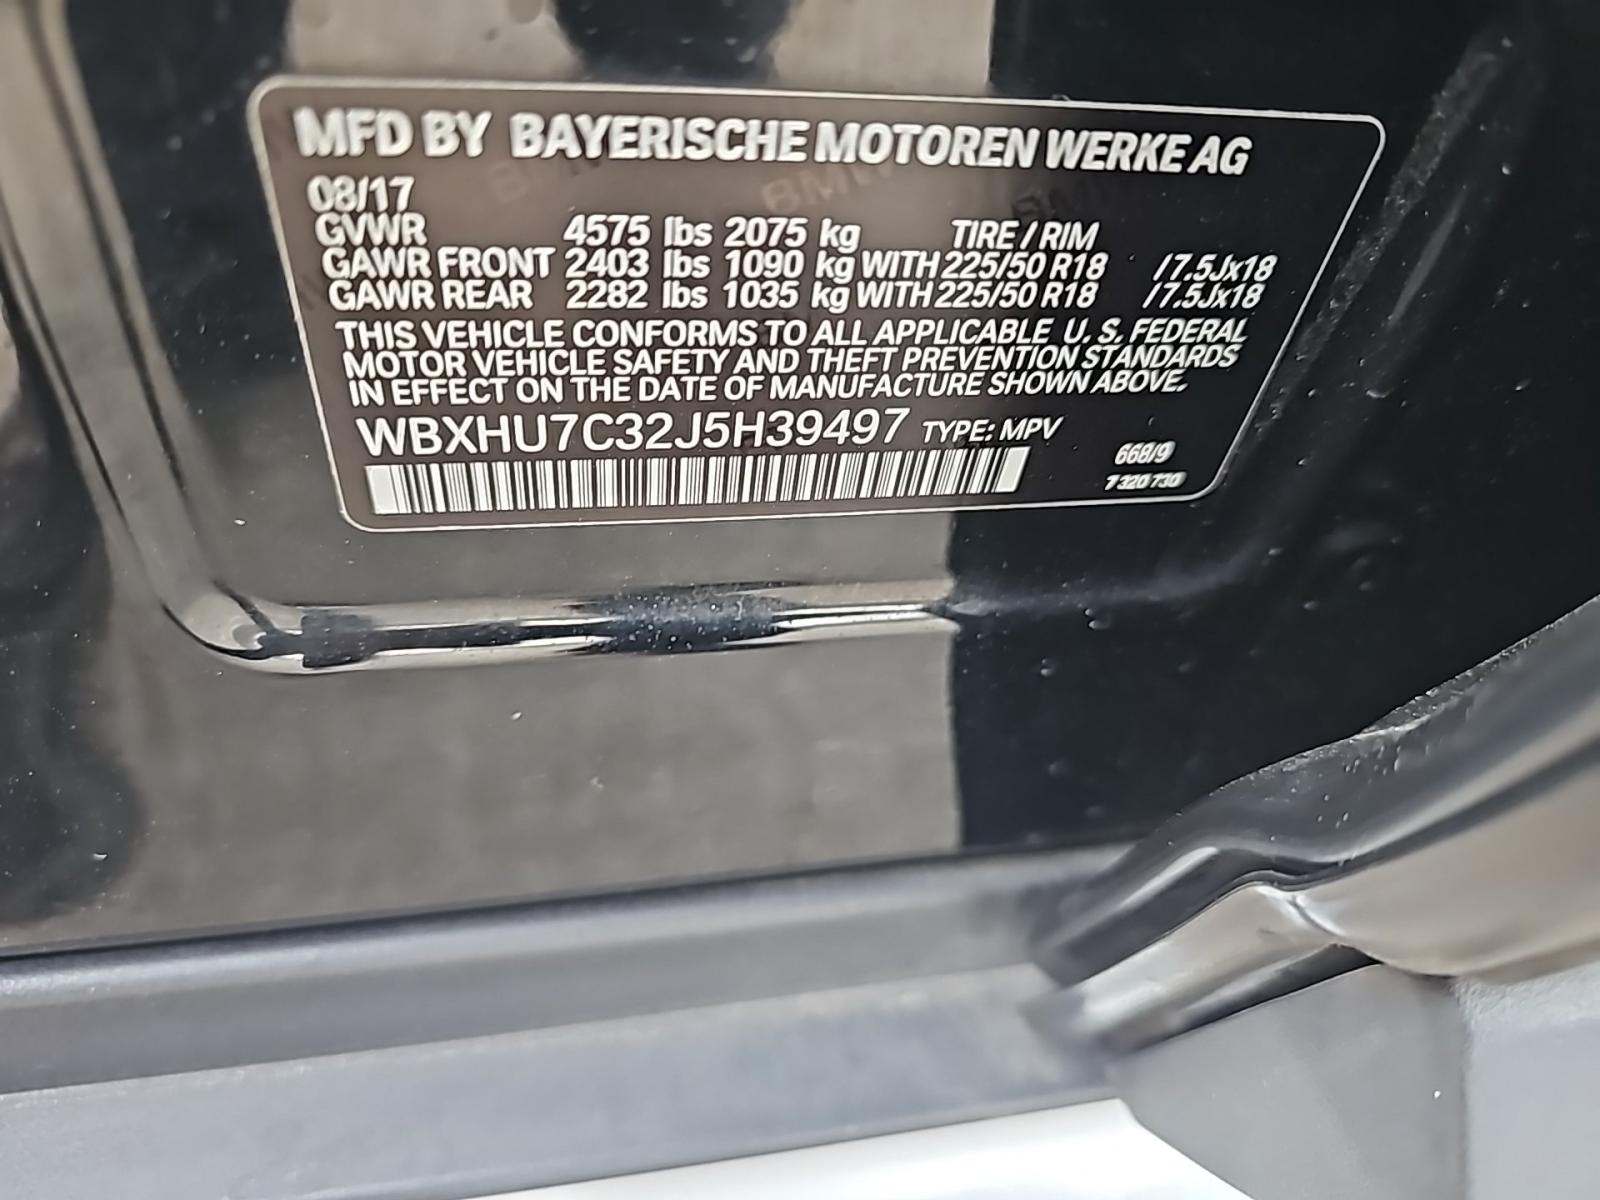 MFD BY BAYERISCHE MOTOREN WERKE AG
08/17
GVWR 4575 lbs 2075 kg TIRE / RIM
GAWR FRONT 2403 lbs 1090 kg WITH 225/50 R18 / 7.5Jx18
GAWR REAR 2282 lbs 1035 kg WITH 225/50 R18 / 7.5Jx18
THIS VEHICLE CONFORMS TO ALL APPLICABLE U. S. FEDERAL
MOTOR VEHICLE SAFETY AND THEFT PREVENTION STANDARDS
IN EFFECT ON THE DATE OF MANUFACTURE SHOWN ABOVE.
WBXHU7C32J5H39497 TYPE: MPV
668/9
7 320 730